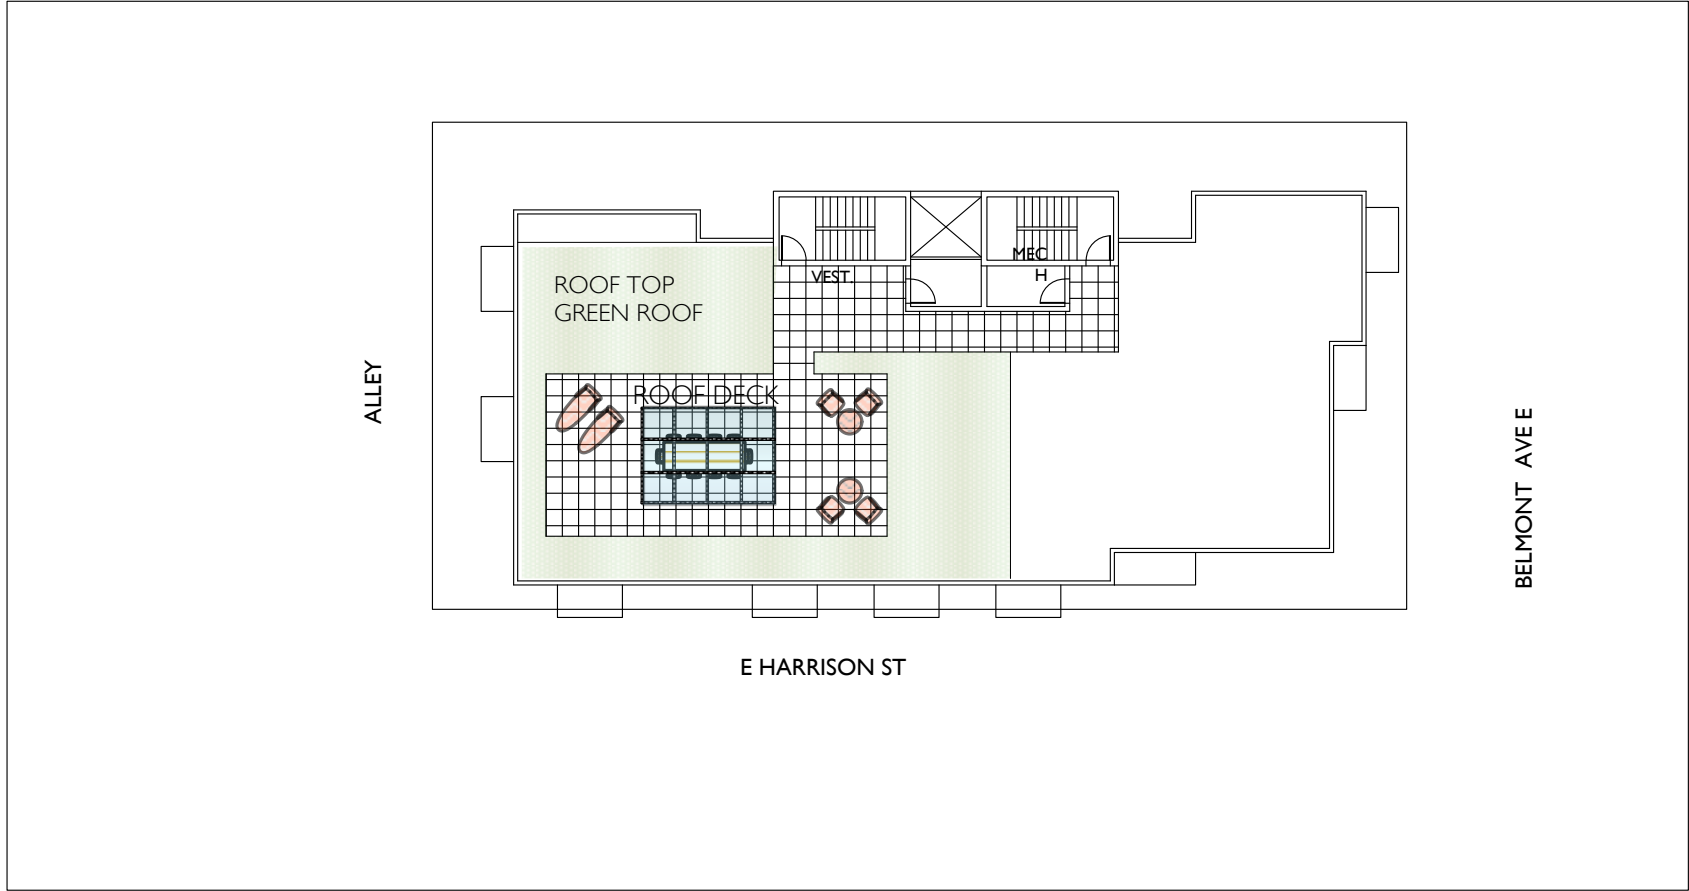 MEC
H
VEST.
ROOF TOP
GREEN ROOF
ROOF DECK
ALLEY
BELMONT AVE E
E HARRISON ST